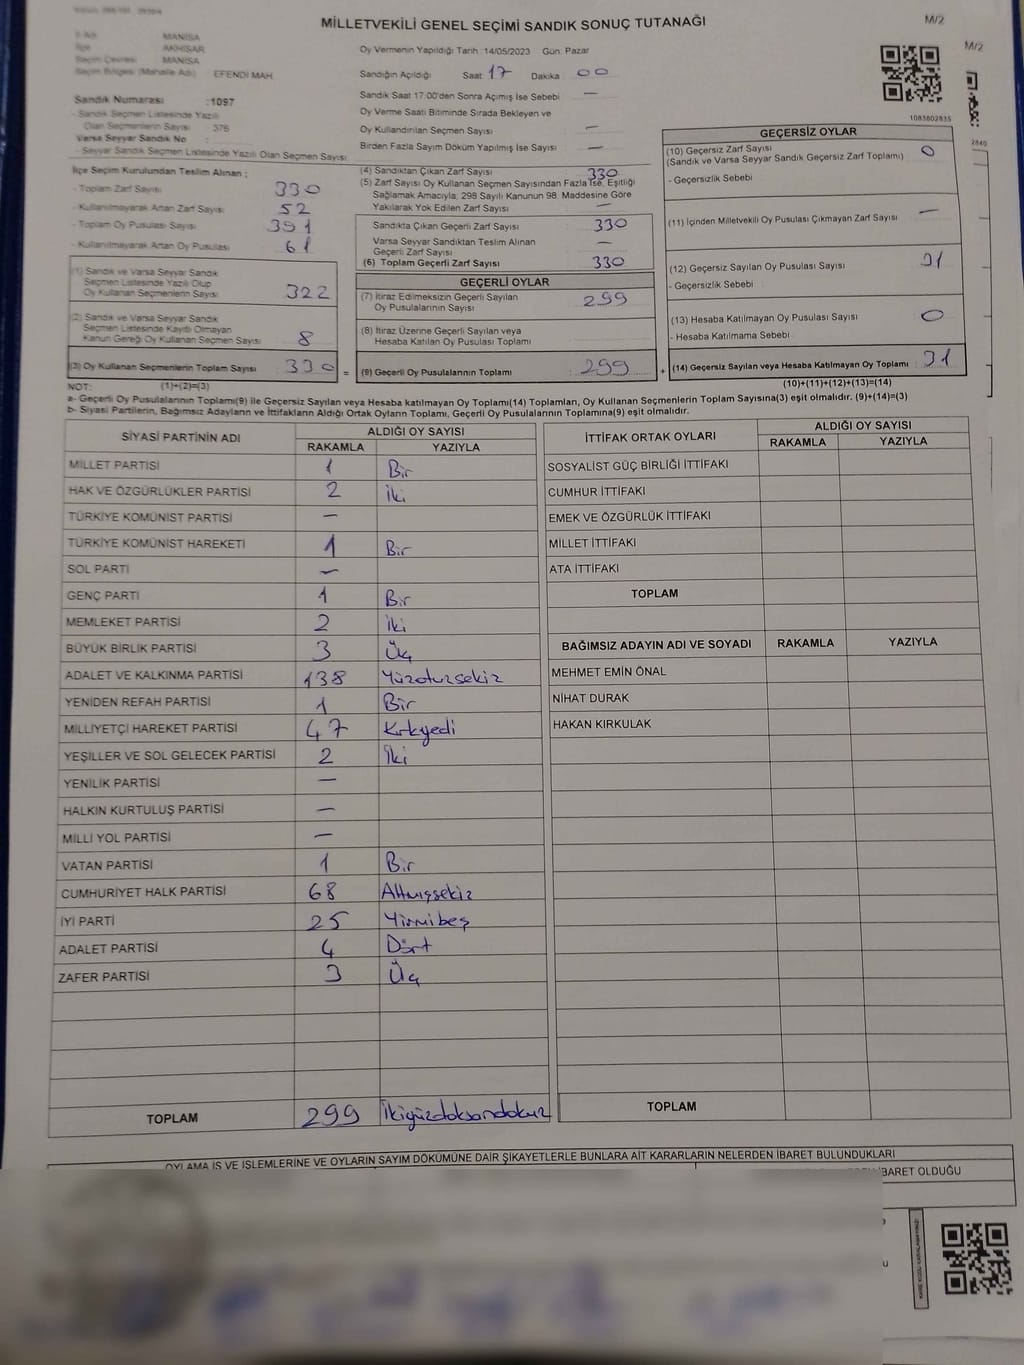 MİLLETVEKİLİ GENEL SEÇİMİ SANDIK SONUÇ TUTANAĞI
M/2
M/2
İl Adı : MANİSA
İlçe : AKHİSAR
Seçim Çevresi : MANİSA
Seçim Bölgesi (Mahalle Adı) : EFENDİ MAH.
Sandık Numarası :1097
- Sandık Seçmen Listesinde Yazılı
Olan Seçmenlerin Sayısı : 376
Varsa Seyyar Sandık No :
- Seyyar Sandık Seçmen Listesinde Yazılı Olan Seçmen Sayısı:
Oy Vermenin Yapıldığı Tarih :14/05/2023 Gün: Pazar
Sandığın Açıldığı Saat 17 Dakika 00
Sandık Saat 17:00'den Sonra Açımış İse Sebebi : —
Oy Verme Saati Bitiminde Sırada Bekleyen ve
Oy Kullandırılan Seçmen Sayısı : —
Birden Fazla Sayım Döküm Yapılmış İse Sayısı : —
1083802835
2840
İlçe Seçim Kurulundan Teslim Alınan ;
- Toplam Zarf Sayısı : 330
- Kullanılmayarak Artan Zarf Sayısı : 52
- Toplam Oy Pusulası Sayısı : 391
- Kullanılmayarak Artan Oy Pusulası : 61
(1) Sandık ve Varsa Seyyar Sandık
Seçmen Listesinde Yazılı Olup
Oy Kullanan Seçmenlerin Sayısı : 322
(2) Sandık ve Varsa Seyyar Sandık
Seçmen Listesinde Kayıtlı Olmayan
Kanun Gereği Oy Kullanan Seçmen Sayısı : 8
(3) Oy Kullanan Seçmenlerin Toplam Sayısı : 330 =
(4) Sandıktan Çıkan Zarf Sayısı : 330
(5) Zarf Sayısı Oy Kullanan Seçmen Sayısından Fazla İse, Eşitliği
Sağlamak Amacıyla; 298 Sayılı Kanunun 98. Maddesine Göre
Yakılarak Yok Edilen Zarf Sayısı : —
Sandıkta Çıkan Geçerli Zarf Sayısı : 330
Varsa Seyyar Sandıktan Teslim Alınan
Geçerli Zarf Sayısı : —
(6) Toplam Geçerli Zarf Sayısı : 330
GEÇERLİ OYLAR
(7) İtiraz Edilmeksizin Geçerli Sayılan
Oy Pusulalarının Sayısı : 299
(8) İtiraz Üzerine Geçerli Sayılan veya
Hesaba Katılan Oy Pusulası Toplamı :
(9) Geçerli Oy Pusulalarının Toplamı : 299 +
GEÇERSİZ OYLAR
(10) Geçersiz Zarf Sayısı : 0
(Sandık ve Varsa Seyyar Sandık Geçersiz Zarf Toplamı)
- Geçersizlik Sebebi :
(11) İçinden Milletvekili Oy Pusulası Çıkmayan Zarf Sayısı : —
(12) Geçersiz Sayılan Oy Pusulası Sayısı : 31
- Geçersizlik Sebebi :
(13) Hesaba Katılmayan Oy Pusulası Sayısı : 0
- Hesaba Katılmama Sebebi :
(14) Geçersiz Sayılan veya Hesaba Katılmayan Oy Toplamı : 31
NOT: (1)+(2)=(3) (10)+(11)+(12)+(13)=(14)
a- Geçerli Oy Pusulalarının Toplamı(9) ile Geçersiz Sayılan veya Hesaba katılmayan Oy Toplamı(14) Toplamları, Oy Kullanan Seçmenlerin Toplam Sayısına(3) eşit olmalıdır. (9)+(14)=(3)
b- Siyasi Partilerin, Bağımsız Adayların ve İttifakların Aldığı Ortak Oyların Toplamı, Geçerli Oy Pusulalarının Toplamına(9) eşit olmalıdır.
SİYASİ PARTİNİN ADI ALDIĞI OY SAYISI
RAKAMLA YAZIYLA
MİLLET PARTİSİ 1 Bir
HAK VE ÖZGÜRLÜKLER PARTİSİ 2 İki
TÜRKİYE KOMÜNİST PARTİSİ —
TÜRKİYE KOMÜNİST HAREKETİ 1 Bir
SOL PARTİ —
GENÇ PARTİ 1 Bir
MEMLEKET PARTİSİ 2 İki
BÜYÜK BİRLİK PARTİSİ 3 Üç
ADALET VE KALKINMA PARTİSİ 138 Yüzotuzsekiz
YENİDEN REFAH PARTİSİ 1 Bir
MİLLİYETÇİ HAREKET PARTİSİ 47 Kırkyedi
YEŞİLLER VE SOL GELECEK PARTİSİ 2 İki
YENİLİK PARTİSİ —
HALKIN KURTULUŞ PARTİSİ —
MİLLİ YOL PARTİSİ —
VATAN PARTİSİ 1 Bir
CUMHURİYET HALK PARTİSİ 68 Altmışsekiz
İYİ PARTİ 25 Yirmibeş
ADALET PARTİSİ 4 Dört
ZAFER PARTİSİ 3 Üç
TOPLAM 299 İkiyüzdoksandokuz
İTTİFAK ORTAK OYLARI ALDIĞI OY SAYISI
RAKAMLA YAZIYLA
SOSYALİST GÜÇ BİRLİĞİ İTTİFAKI
CUMHUR İTTİFAKI
EMEK VE ÖZGÜRLÜK İTTİFAKI
MİLLET İTTİFAKI
ATA İTTİFAKI
TOPLAM
BAĞIMSIZ ADAYIN ADI VE SOYADI RAKAMLA YAZIYLA
MEHMET EMİN ÖNAL
NİHAT DURAK
HAKAN KIRKULAK
TOPLAM
OYLAMA İŞ VE İŞLEMLERİNE VE OYLARIN SAYIM DÖKÜMÜNE DAİR ŞİKAYETLERLE BUNLARA AİT KARARLARIN NELERDEN İBARET BULUNDUKLARI
İBARET OLDUĞU
KARE KODU KARALAMAYINIZ!